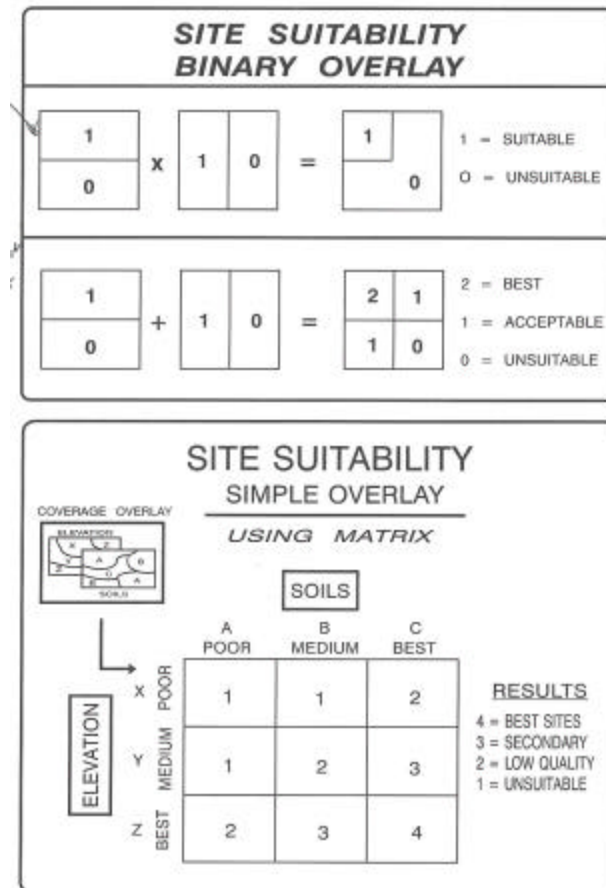 SITE SUITABILITY
BINARY OVERLAY
1
0
x
1 0
=
1
0
1 = SUITABLE
0 = UNSUITABLE
1
0
+
1 0
=
2 1
1 0
2 = BEST
1 = ACCEPTABLE
0 = UNSUITABLE
SITE SUITABILITY
SIMPLE OVERLAY
USING MATRIX
COVERAGE OVERLAY
ELEVATION
X Z
Y A B
Z C
B A
SOILS
SOILS
A B C
POOR MEDIUM BEST
ELEVATION
X POOR 1 1 2
Y MEDIUM 1 2 3
Z BEST 2 3 4
RESULTS
4 = BEST SITES
3 = SECONDARY
2 = LOW QUALITY
1 = UNSUITABLE